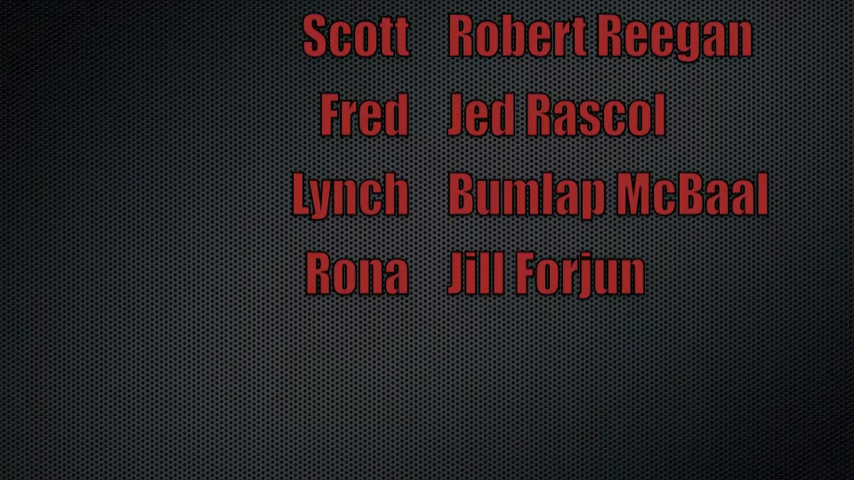 Scott Robert Reegan
Fred Jed Rascol
Lynch Bumlap McBaal
Rona Jill Forjun